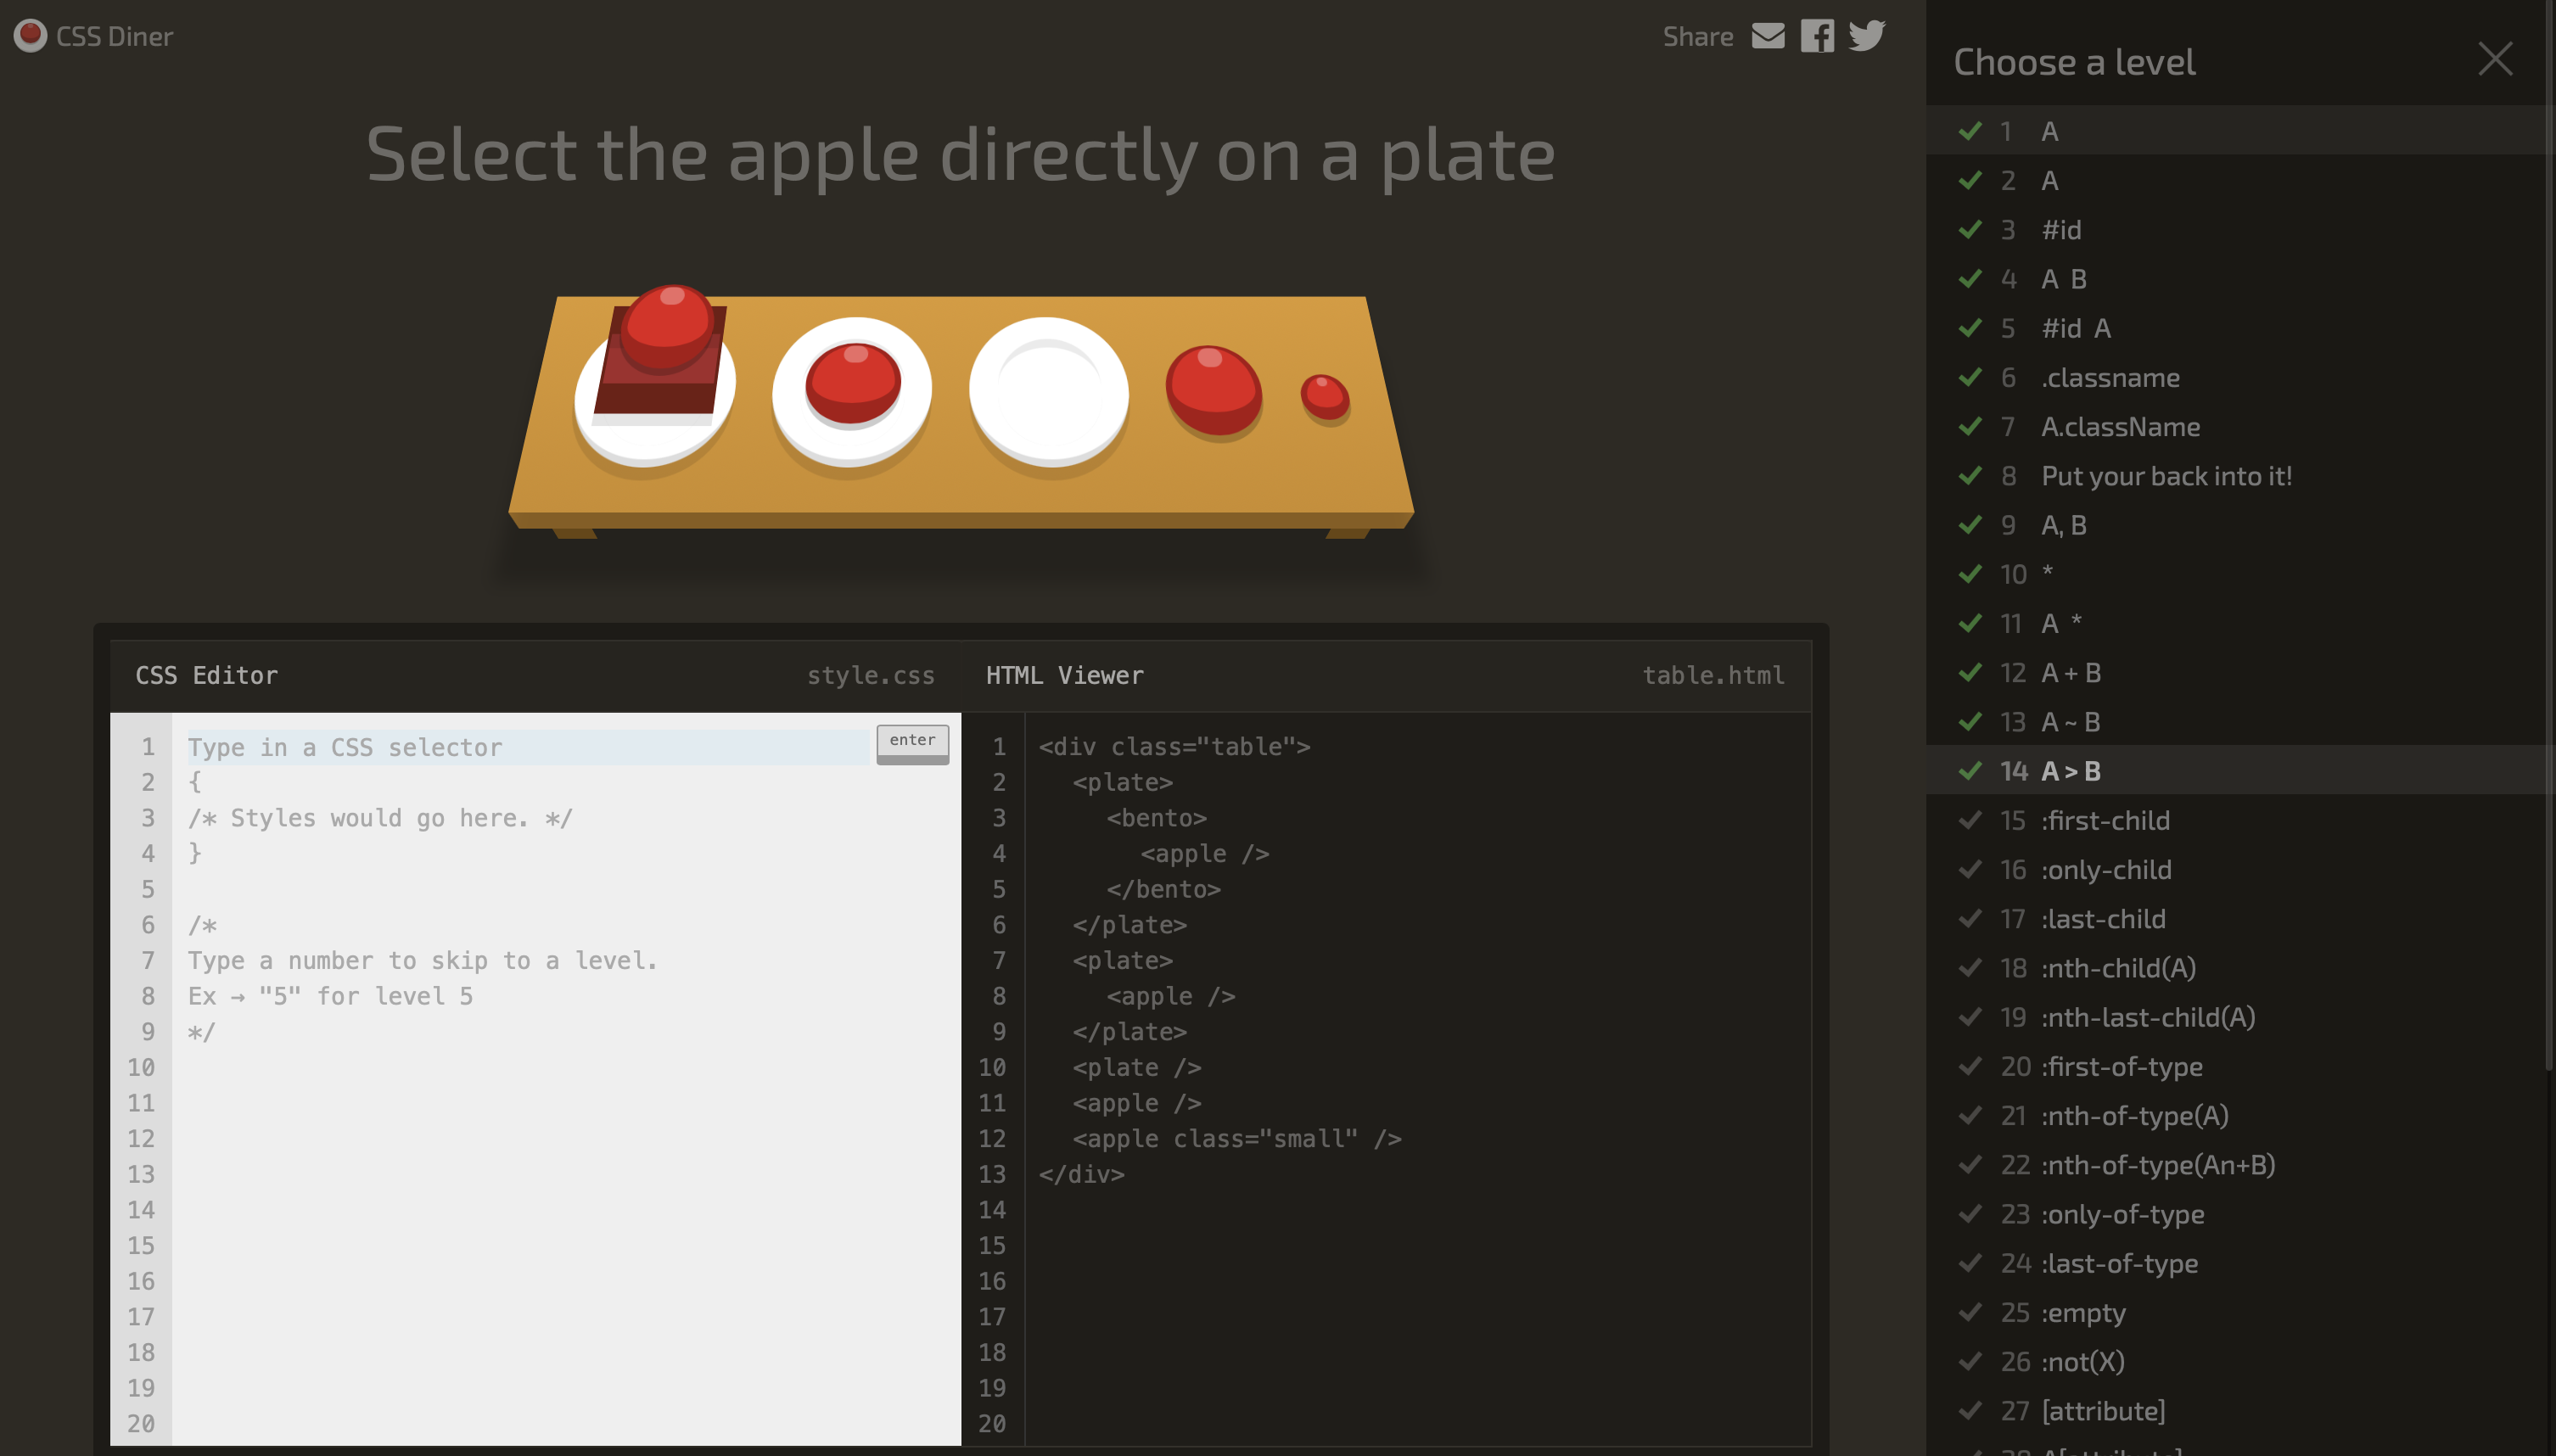 CSS Diner
Share
Select the apple directly on a plate
CSS Editor
style.css
1 Type in a CSS selector
enter
2 {
3 /* Styles would go here. */
4 }
5
6 /*
7 Type a number to skip to a level.
8 Ex → "5" for level 5
9 */
10
11
12
13
14
15
16
17
18
19
20
HTML Viewer
table.html
1 <div class="table">
2 <plate>
3 <bento>
4 <apple />
5 </bento>
6 </plate>
7 <plate>
8 <apple />
9 </plate>
10 <plate />
11 <apple />
12 <apple class="small" />
13 </div>
14
15
16
17
18
19
20
Choose a level
1 A
2 A
3 #id
4 A B
5 #id A
6 .classname
7 A.className
8 Put your back into it!
9 A, B
10 *
11 A *
12 A + B
13 A ~ B
14 A > B
15 :first-child
16 :only-child
17 :last-child
18 :nth-child(A)
19 :nth-last-child(A)
20 :first-of-type
21 :nth-of-type(A)
22 :nth-of-type(An+B)
23 :only-of-type
24 :last-of-type
25 :empty
26 :not(X)
27 [attribute]